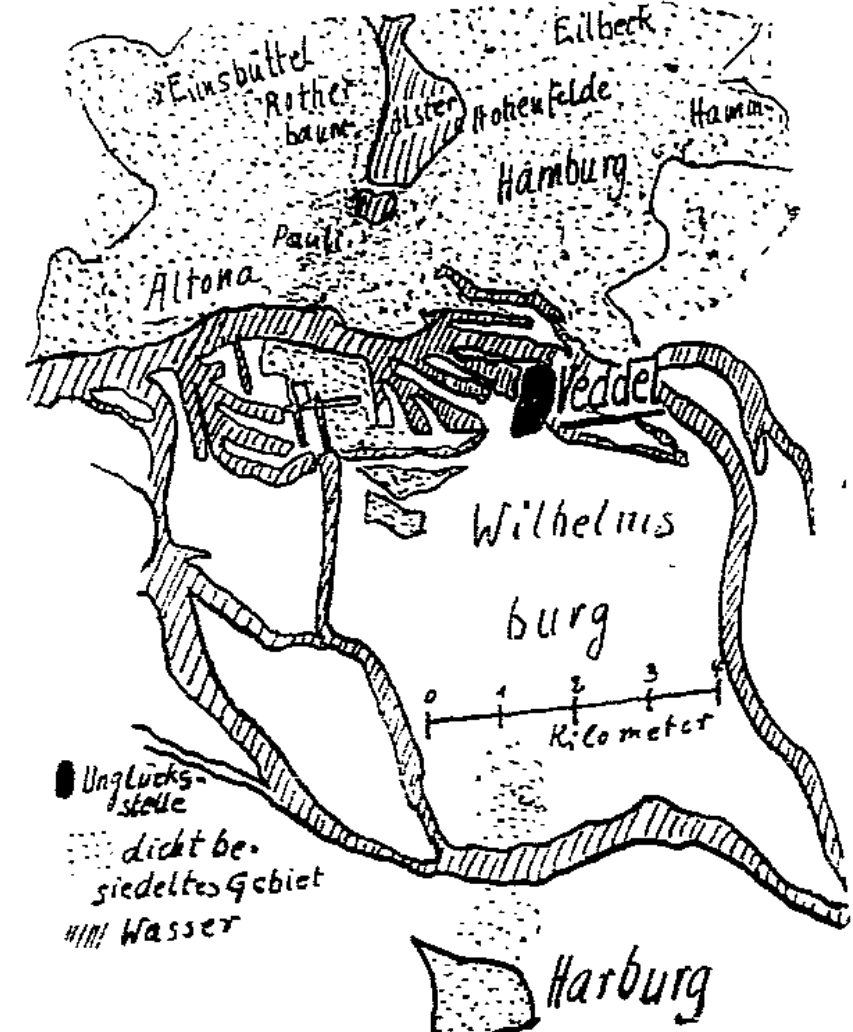 Eilbeck
Eimsbüttel
Rother
baum
Alster
Hohenfelde
Hamm
Hamburg
Pauli
Altona
Veddel
Wilhelms
burg
0 1 2 3 4
Kilometer
Unglücks-
stelle
dicht be-
siedeltes Gebiet
Wasser
Harburg